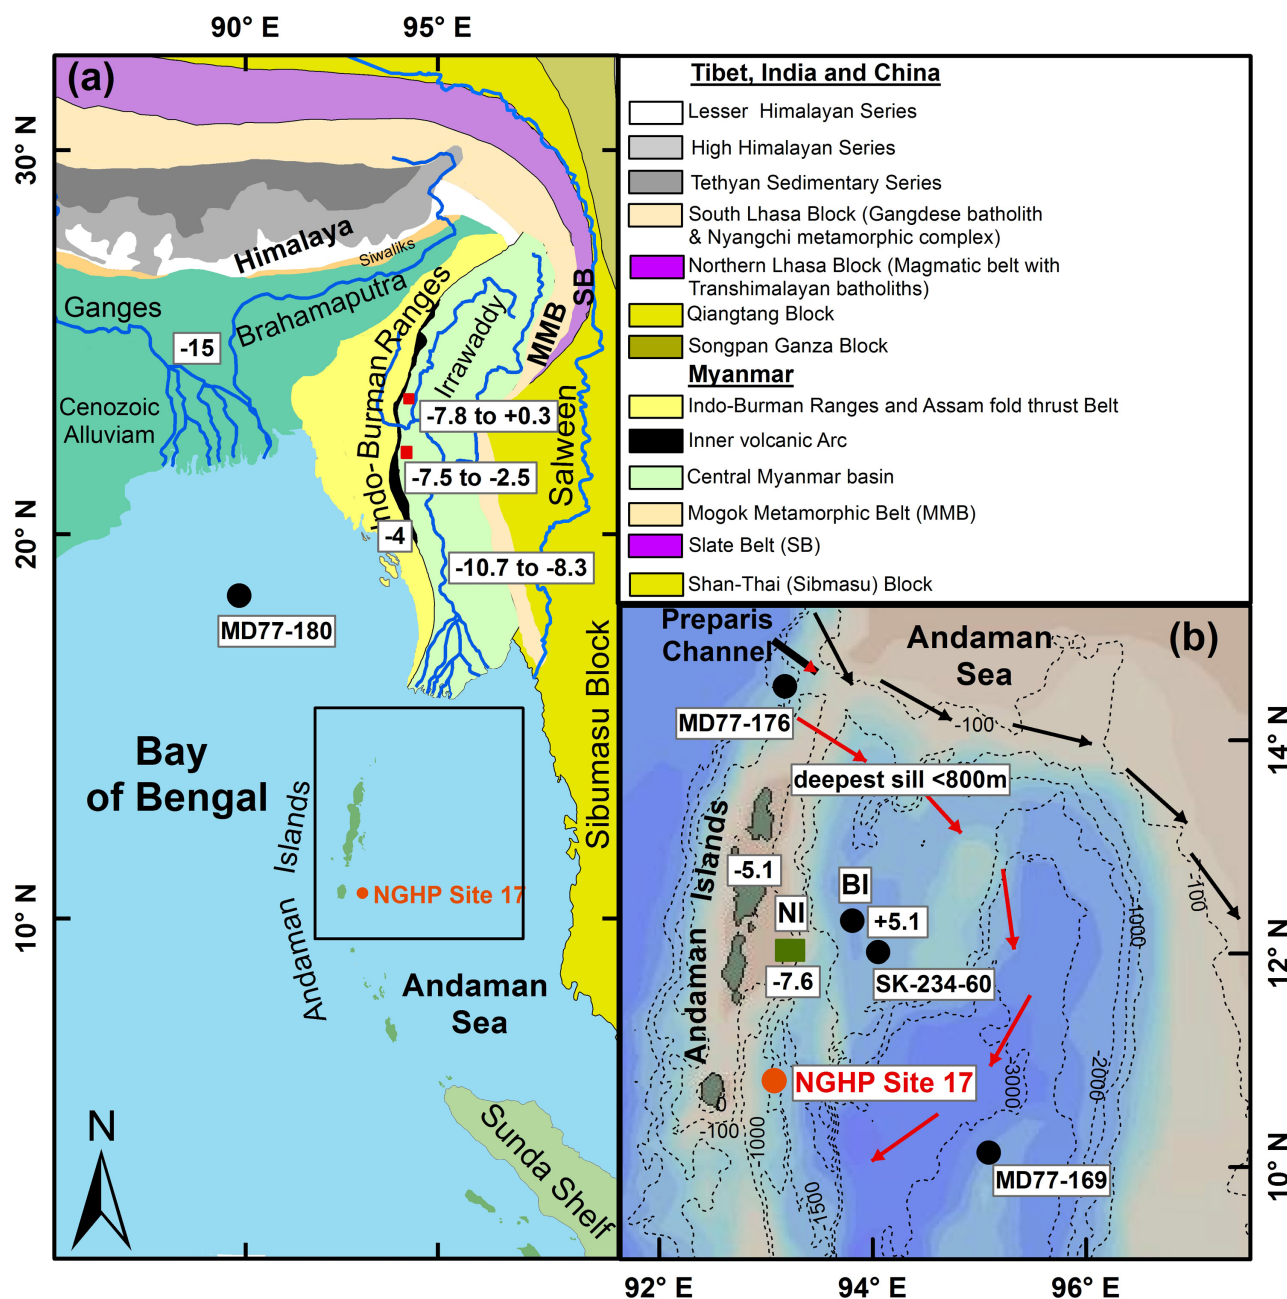 90° E
95° E
(a)
30° N
20° N
10° N
Himalaya
Siwaliks
Ganges
Brahamaputra
-15
Cenozoic
Alluviam
Indo-Burman Ranges
Irrawaddy
MMB
SB
Salween
-7.8 to +0.3
-7.5 to -2.5
-4
-10.7 to -8.3
MD77-180
Sibumasu Block
Bay
of Bengal
Andaman Islands
NGHP Site 17
Andaman
Sea
N
Sunda Shelf
Tibet, India and China
Lesser Himalayan Series
High Himalayan Series
Tethyan Sedimentary Series
South Lhasa Block (Gangdese batholith
& Nyangchi metamorphic complex)
Northern Lhasa Block (Magmatic belt with
Transhimalayan batholiths)
Qiangtang Block
Songpan Ganza Block
Myanmar
Indo-Burman Ranges and Assam fold thrust Belt
Inner volcanic Arc
Central Myanmar basin
Mogok Metamorphic Belt (MMB)
Slate Belt (SB)
Shan-Thai (Sibmasu) Block
(b)
Preparis
Channel
Andaman
Sea
MD77-176
-100
14° N
deepest sill <800m
Andaman Islands
-5.1
BI
NI
+5.1
-7.6
SK-234-60
-100
-1000
12° N
NGHP Site 17
0
-100
1000
-3000
-2000
MD77-169
-1500
10° N
92° E
94° E
96° E